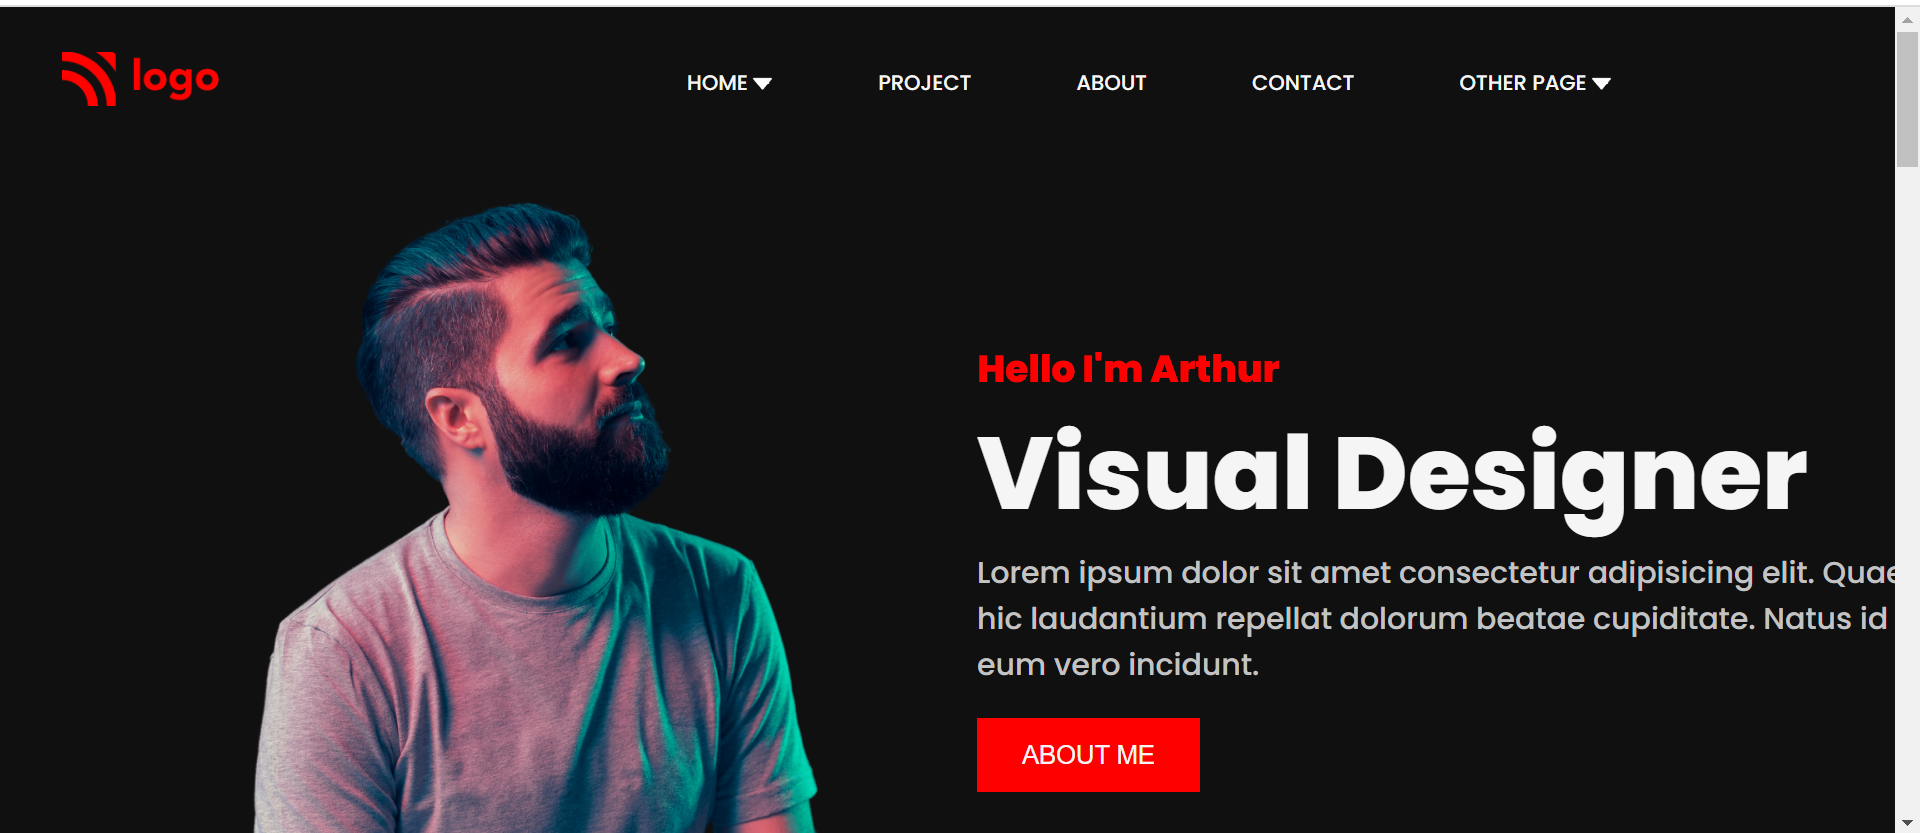 logo
HOME
PROJECT
ABOUT
CONTACT
OTHER PAGE
Hello I'm Arthur
Visual Designer
Lorem ipsum dolor sit amet consectetur adipisicing elit. Quae
hic laudantium repellat dolorum beatae cupiditate. Natus id
eum vero incidunt.
ABOUT ME